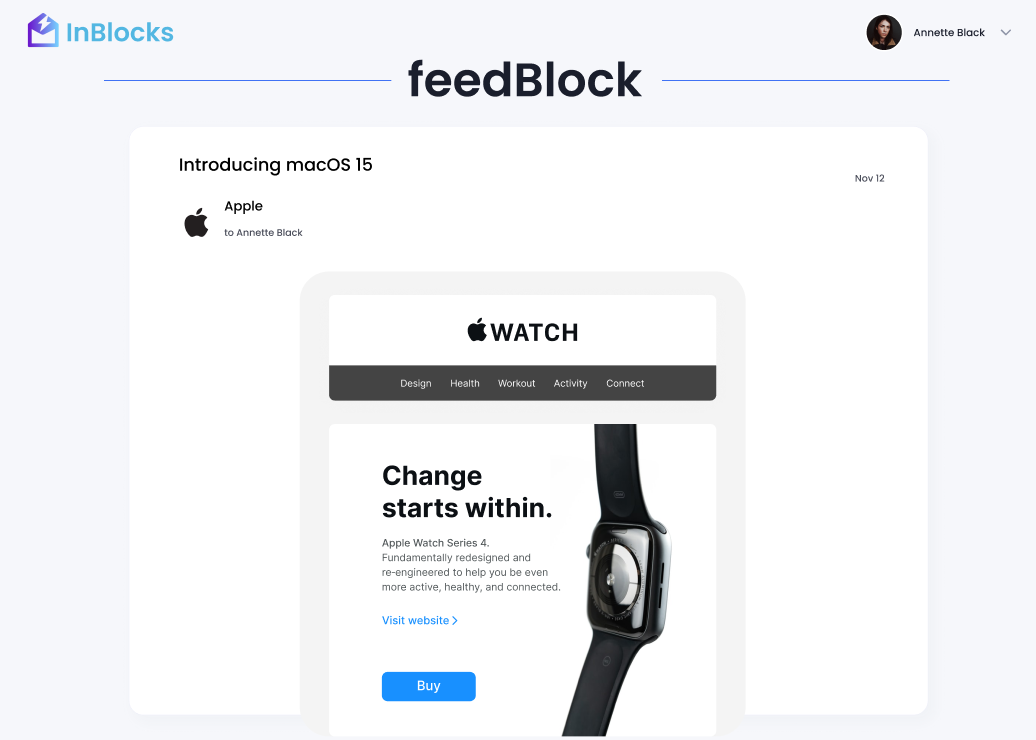 InBlocks
Annette Black
feedBlock
Introducing macOS 15
Nov 12
Apple
to Annette Black
WATCH
Design Health Workout Activity Connect
Change
starts within.
Apple Watch Series 4.
Fundamentally redesigned and
re-engineered to help you be even
more active, healthy, and connected.
Visit website
Buy